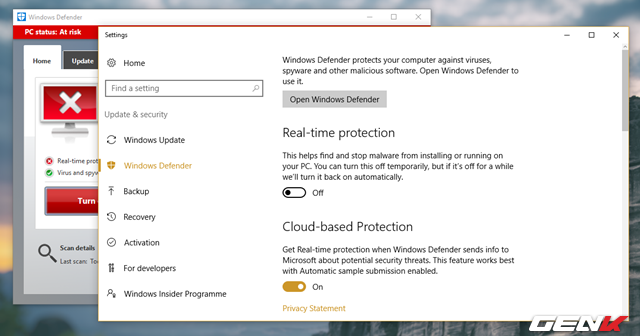 Windows Defender
PC status: At risk
Home
Update
Real-time prot
Virus and spyw
Turn
Scan details
Last scan: To
Settings
Home
Find a setting
Update & security
Windows Update
Windows Defender
Backup
Recovery
Activation
For developers
Windows Insider Programme
Windows Defender protects your computer against viruses,
spyware and other malicious software. Open Windows Defender to
use it.
Open Windows Defender
Real-time protection
This helps find and stop malware from installing or running on
your PC. You can turn this off temporarily, but if it's off for a while
we'll turn it back on automatically.
Off
Cloud-based Protection
Get Real-time protection when Windows Defender sends info to
Microsoft about potential security threats. This feature works best
with Automatic sample submission enabled.
On
Privacy Statement
GENK